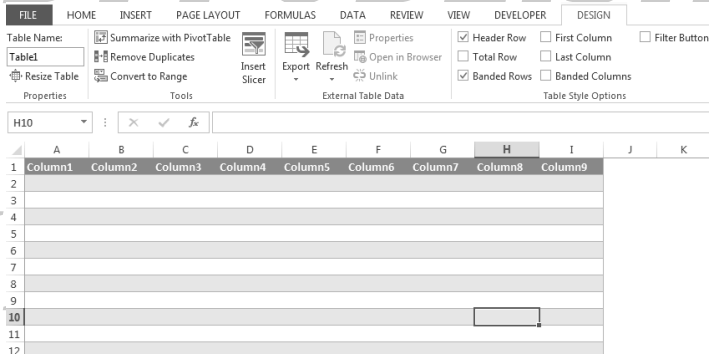 FILE HOME INSERT PAGE LAYOUT FORMULAS DATA REVIEW VIEW DEVELOPER DESIGN
Table Name: Summarize with PivotTable Properties Header Row First Column Filter Button
Table1 Remove Duplicates Insert Slicer Export Refresh Open in Browser Total Row Last Column
Resize Table Convert to Range Unlink Banded Rows Banded Columns
Properties Tools External Table Data Table Style Options
H10 fx
A B C D E F G H I J K
1 Column1 Column2 Column3 Column4 Column5 Column6 Column7 Column8 Column9
2
3
4
5
6
7
8
9
10
11
12